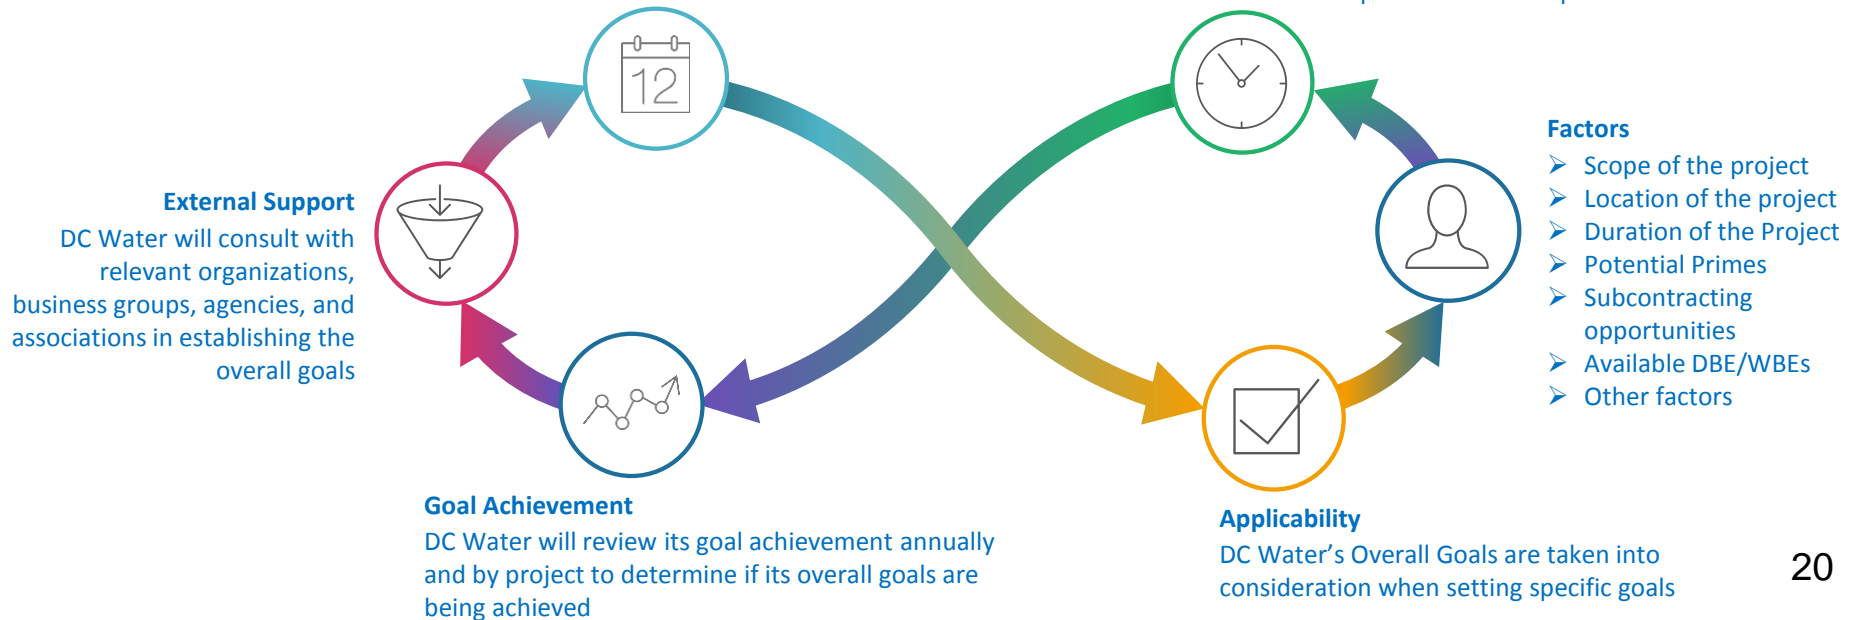 12
External Support
DC Water will consult with
relevant organizations,
business groups, agencies, and
associations in establishing the
overall goals
Factors
➢ Scope of the project
➢ Location of the project
➢ Duration of the Project
➢ Potential Primes
➢ Subcontracting
opportunities
➢ Available DBE/WBEs
➢ Other factors
Goal Achievement
DC Water will review its goal achievement annually
and by project to determine if its overall goals are
being achieved
Applicability
DC Water’s Overall Goals are taken into
consideration when setting specific goals
20